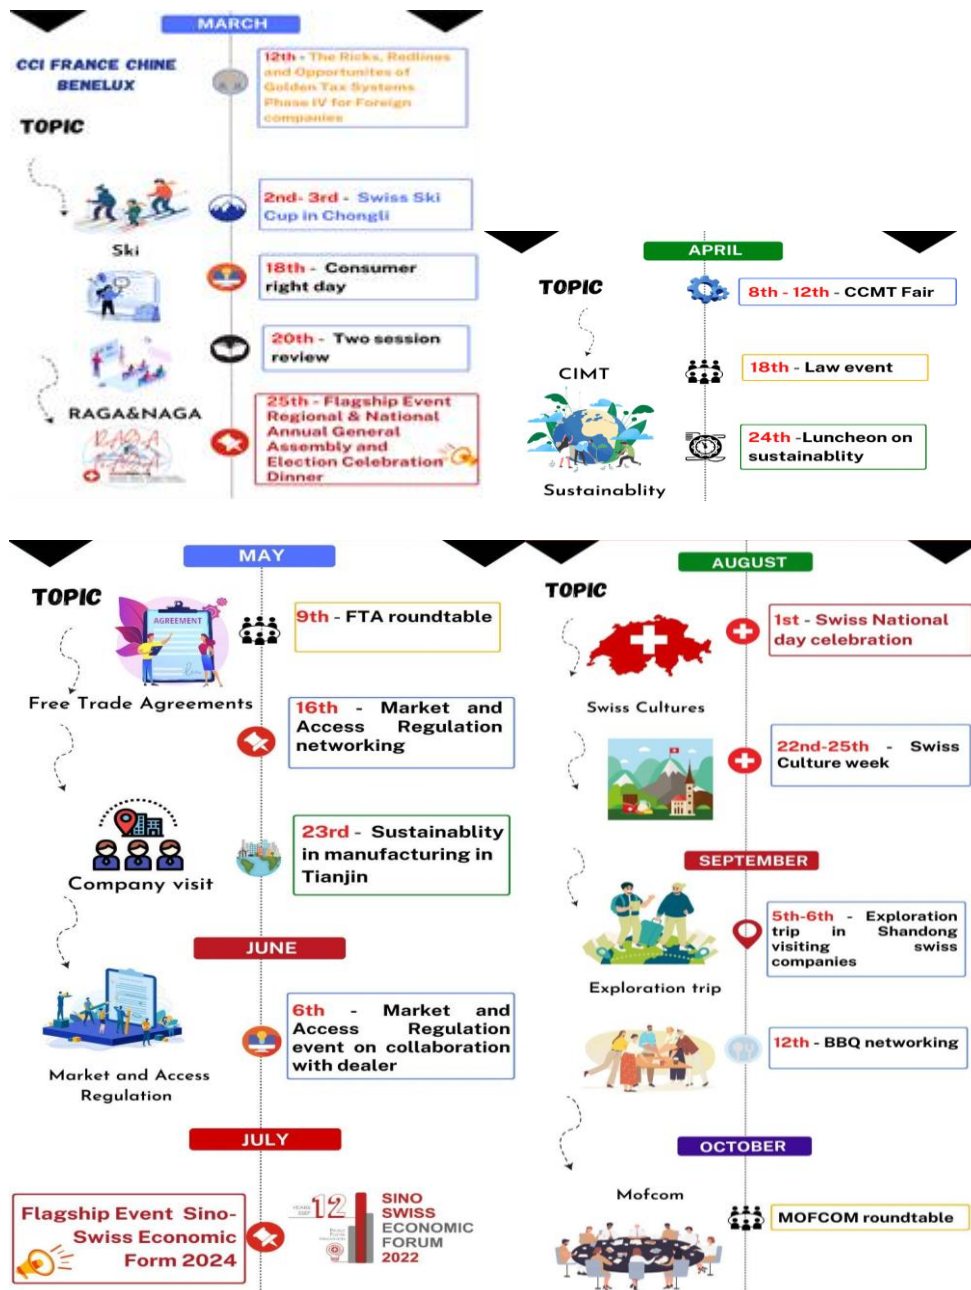 MARCH
CCI FRANCE CHINE
BENELUX
12th - The Ricks, Redlines
and Opportunites of
Golden Tax Systems
Phase IV for Foreign
companies
TOPIC
2nd- 3rd - Swiss Ski
Cup in Chongli
Ski
18th - Consumer
right day
20th - Two session
review
RAGA&NAGA
25th - Flagship Event
Regional & National
Annual General
Assembly and
Election Celebration
Dinner
APRIL
TOPIC
8th - 12th - CCMT Fair
CIMT
18th - Law event
24th -Luncheon on
sustainablity
Sustainablity
MAY
TOPIC
AGREEMENT
9th - FTA roundtable
Free Trade Agreements
16th - Market and
Access Regulation
networking
23rd - Sustainablity
in manufacturing in
Tianjin
Company visit
JUNE
6th - Market and
Access Regulation
event on collaboration
with dealer
Market and Access
Regulation
JULY
Flagship Event Sino-
Swiss Economic
Form 2024
12
SINO
SWISS
ECONOMIC
FORUM
2022
AUGUST
TOPIC
1st - Swiss National
day celebration
Swiss Cultures
22nd-25th - Swiss
Culture week
SEPTEMBER
5th-6th - Exploration
trip in Shandong
visiting swiss
companies
Exploration trip
12th - BBQ networking
OCTOBER
Mofcom
MOFCOM roundtable